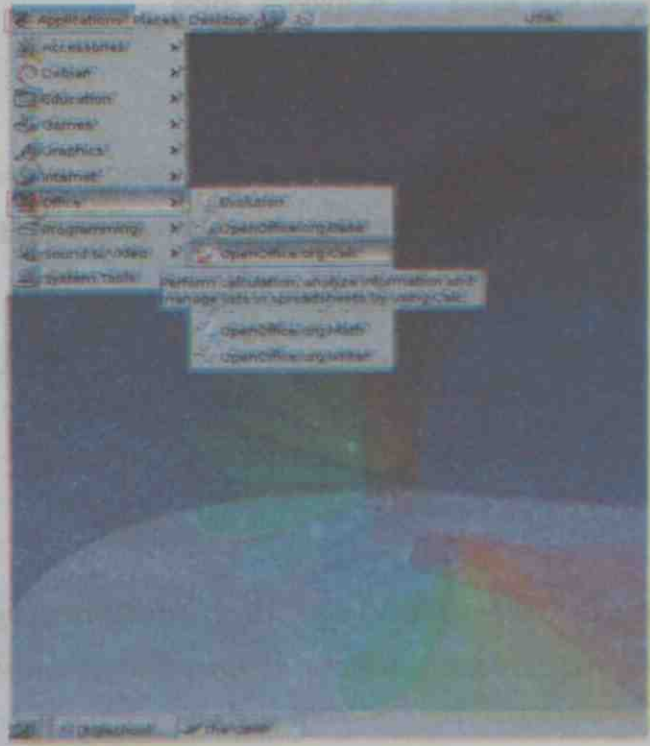 Applications Places Desktop
Accessories
Debian
Education
Games
Graphics
Internet
Office
Programming
Sound & Video
System Tools
Evolution
OpenOffice.org Base
OpenOffice.org Calc
Perform calculation, analyze information and
manage lists in spreadsheets by using Calc
OpenOffice.org Math
OpenOffice.org Writer